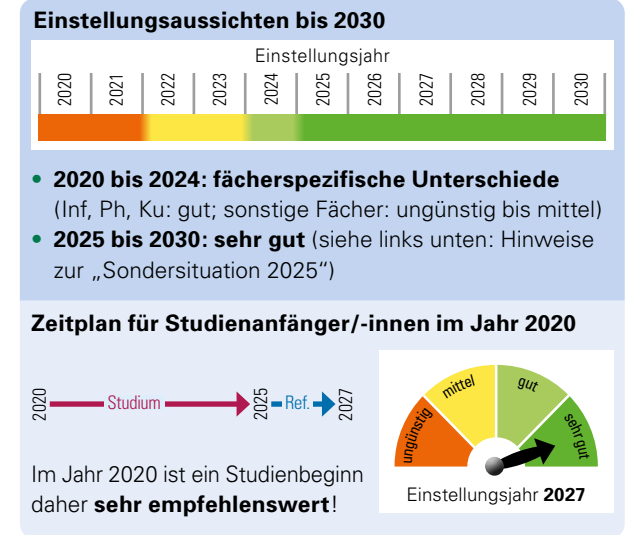 Einstellungsaussichten bis 2030
Einstellungsjahr
2020 2021 2022 2023 2024 2025 2026 2027 2028 2029 2030
• 2020 bis 2024: fächerspezifische Unterschiede
(Inf, Ph, Ku: gut; sonstige Fächer: ungünstig bis mittel)
• 2025 bis 2030: sehr gut (siehe links unten: Hinweise
zur „Sondersituation 2025“)
Zeitplan für Studienanfänger/-innen im Jahr 2020
2020 Studium 2025 Ref. 2027
Im Jahr 2020 ist ein Studienbeginn
daher sehr empfehlenswert!
ungünstig
mittel
gut
sehr gut
Einstellungsjahr 2027